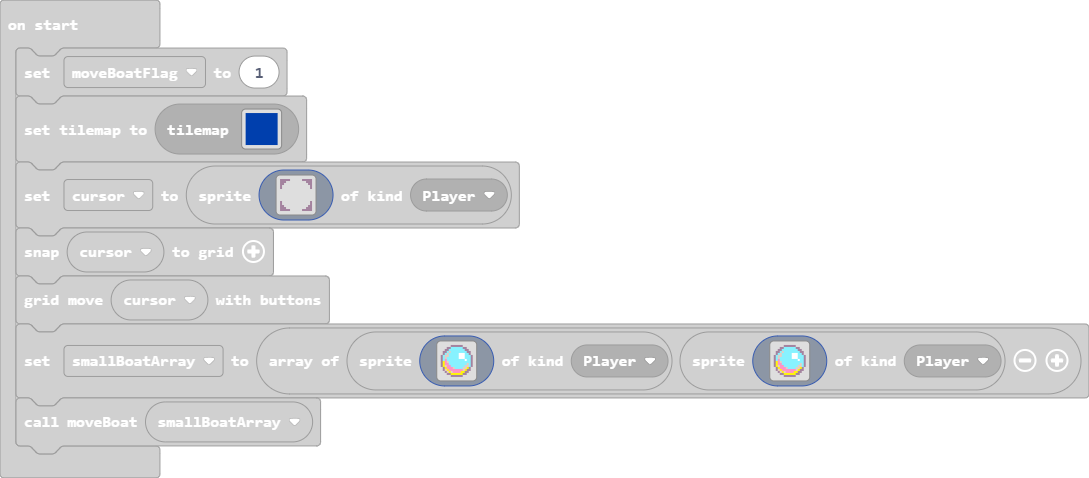 on start
set moveBoatFlag to 1
set tilemap to tilemap
set cursor to sprite of kind Player
snap cursor to grid
grid move cursor with buttons
set smallBoatArray to array of sprite of kind Player sprite of kind Player
call moveBoat smallBoatArray